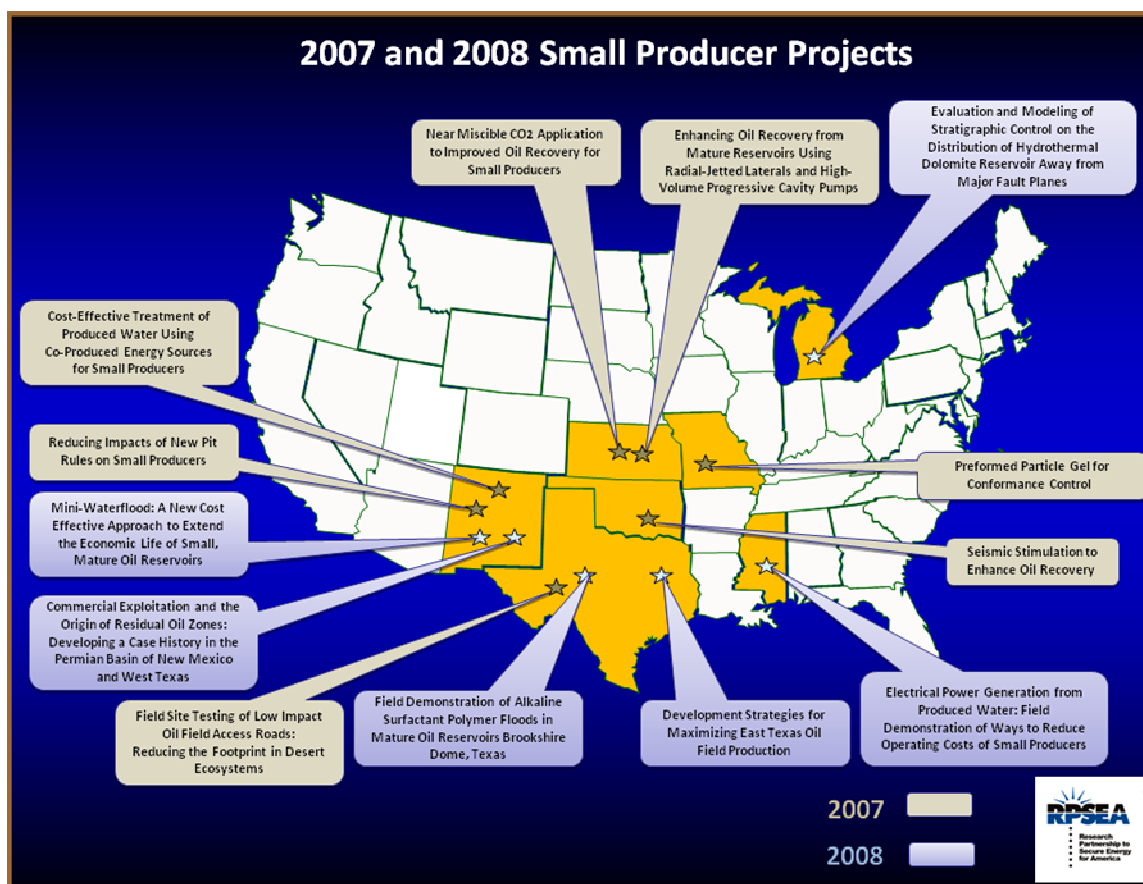 2007 and 2008 Small Producer Projects
Near Miscible CO2 Application
to Improved Oil Recovery for
Small Producers
Enhancing Oil Recovery from
Mature Reservoirs Using
Radial-Jetted Laterals and High-
Volume Progressive Cavity Pumps
Evaluation and Modeling of
Stratigraphic Control on the
Distribution of Hydrothermal
Dolomite Reservoir Away from
Major Fault Planes
Cost-Effective Treatment of
Produced Water Using
Co-Produced Energy Sources
for Small Producers
Reducing Impacts of New Pit
Rules on Small Producers
Mini-Waterflood: A New Cost
Effective Approach to Extend
the Economic Life of Small,
Mature Oil Reservoirs
Commercial Exploitation and the
Origin of Residual Oil Zones:
Developing a Case History in the
Permian Basin of New Mexico
and West Texas
Field Site Testing of Low Impact
Oil Field Access Roads:
Reducing the Footprint in Desert
Ecosystems
Field Demonstration of Alkaline
Surfactant Polymer Floods in
Mature Oil Reservoirs Brookshire
Dome, Texas
Development Strategies for
Maximizing East Texas Oil
Field Production
Electrical Power Generation from
Produced Water: Field
Demonstration of Ways to Reduce
Operating Costs of Small Producers
Seismic Stimulation to
Enhance Oil Recovery
Preformed Particle Gel for
Conformance Control
2007
2008
RPSEA
Research
Partnership to
Secure Energy
for America